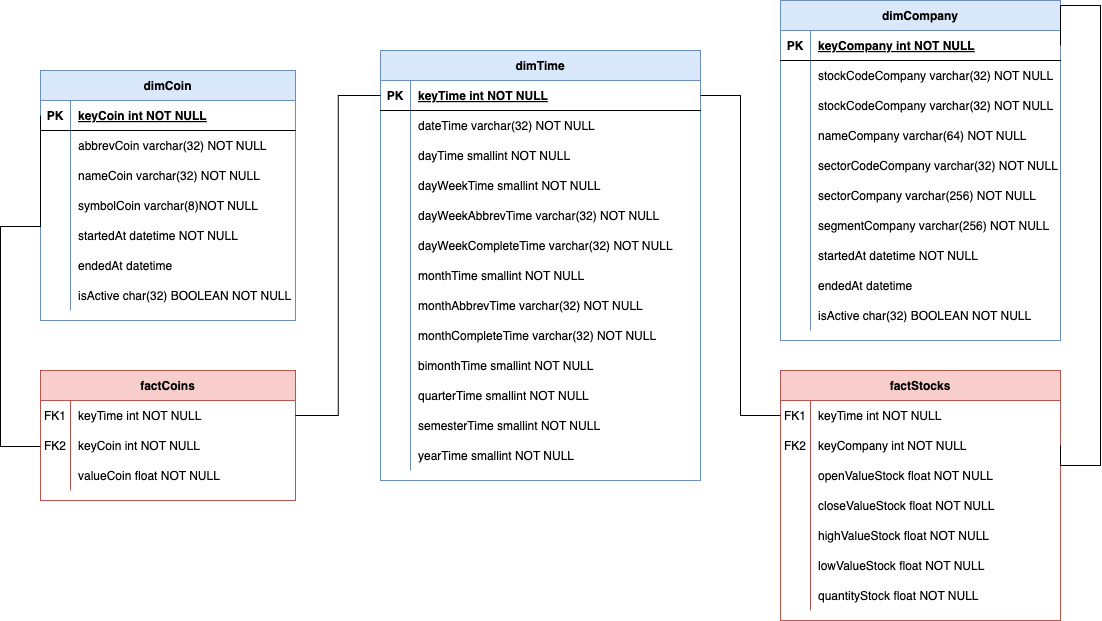 dimCoin
PK keyCoin int NOT NULL
abbrevCoin varchar(32) NOT NULL
nameCoin varchar(32) NOT NULL
symbolCoin varchar(8)NOT NULL
startedAt datetime NOT NULL
endedAt datetime
isActive char(32) BOOLEAN NOT NULL
factCoins
FK1 keyTime int NOT NULL
FK2 keyCoin int NOT NULL
valueCoin float NOT NULL
dimTime
PK keyTime int NOT NULL
dateTime varchar(32) NOT NULL
dayTime smallint NOT NULL
dayWeekTime smallint NOT NULL
dayWeekAbbrevTime varchar(32) NOT NULL
dayWeekCompleteTime varchar(32) NOT NULL
monthTime smallint NOT NULL
monthAbbrevTime varchar(32) NOT NULL
monthCompleteTime varchar(32) NOT NULL
bimonthTime smallint NOT NULL
quarterTime smallint NOT NULL
semesterTime smallint NOT NULL
yearTime smallint NOT NULL
dimCompany
PK keyCompany int NOT NULL
stockCodeCompany varchar(32) NOT NULL
stockCodeCompany varchar(32) NOT NULL
nameCompany varchar(64) NOT NULL
sectorCodeCompany varchar(32) NOT NULL
sectorCompany varchar(256) NOT NULL
segmentCompany varchar(256) NOT NULL
startedAt datetime NOT NULL
endedAt datetime
isActive char(32) BOOLEAN NOT NULL
factStocks
FK1 keyTime int NOT NULL
FK2 keyCompany int NOT NULL
openValueStock float NOT NULL
closeValueStock float NOT NULL
highValueStock float NOT NULL
lowValueStock float NOT NULL
quantityStock float NOT NULL